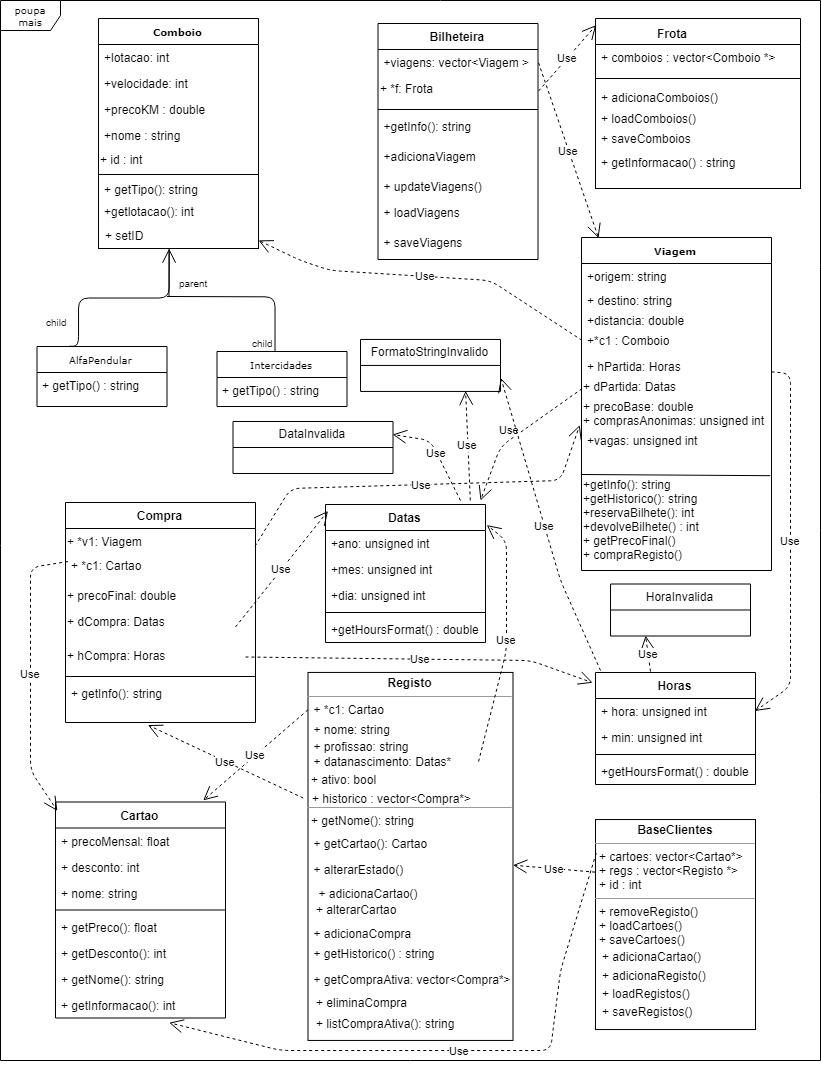 poupa
mais
Comboio
+lotacao: int
+velocidade: int
+precoKM : double
+nome : string
+ id : int
+ getTipo(): string
+getlotacao(): int
+ setID
Bilheteira
+viagens: vector<Viagem >
+ *f: Frota
+getInfo(): string
+adicionaViagem
+ updateViagens()
+ loadViagens
+ saveViagens
Use
Frota
+ comboios : vector<Comboio *>
+ adicionaComboios()
+ loadComboios()
+ saveComboios
+ getInformacao() : string
Use
Use
parent
child
child
AlfaPendular
+ getTipo() : string
Intercidades
+ getTipo() : string
Viagem
+origem: string
+ destino: string
+distancia: double
+*c1 : Comboio
+ hPartida: Horas
+ dPartida: Datas
+ precoBase: double
+ comprasAnonimas: unsigned int
+vagas: unsigned int
+getInfo(): string
+getHistorico(): string
+reservaBilhete(): int
+devolveBilhete() : int
+ getPrecoFinal()
+ compraRegisto()
FormatoStringInvalido
DataInvalida
Use
Use
Use
Use
Use
Use
Compra
+ *v1: Viagem
+ *c1: Cartao
+ precoFinal: double
+ dCompra: Datas
+ hCompra: Horas
+ getInfo(): string
Use
Datas
+ano: unsigned int
+mes: unsigned int
+dia: unsigned int
+getHoursFormat() : double
Use
Use
HoraInvalida
Use
Use
Horas
+ hora: unsigned int
+ min: unsigned int
+getHoursFormat() : double
Use
Use
Use
Registo
+ *c1: Cartao
+ nome: string
+ profissao: string
+ datanascimento: Datas*
+ ativo: bool
+ historico : vector<Compra*>
+ getNome(): string
+ getCartao(): Cartao
+ alterarEstado()
+ adicionaCartao()
+ alterarCartao
+ adicionaCompra
+ getHistorico() : string
+ getCompraAtiva: vector<Compra*>
+ eliminaCompra
+ listCompraAtiva(): string
Cartao
+ precoMensal: float
+ desconto: int
+ nome: string
+ getPreco(): float
+ getDesconto(): int
+ getNome(): string
+ getInformacao(): int
Use
BaseClientes
+ cartoes: vector<Cartao*>
+ regs : vector<Registo *>
+ id : int
+ removeRegisto()
+ loadCartoes()
+ saveCartoes()
+ adicionaCartao()
+ adicionaRegisto()
+ loadRegistos()
+ saveRegistos()
Use